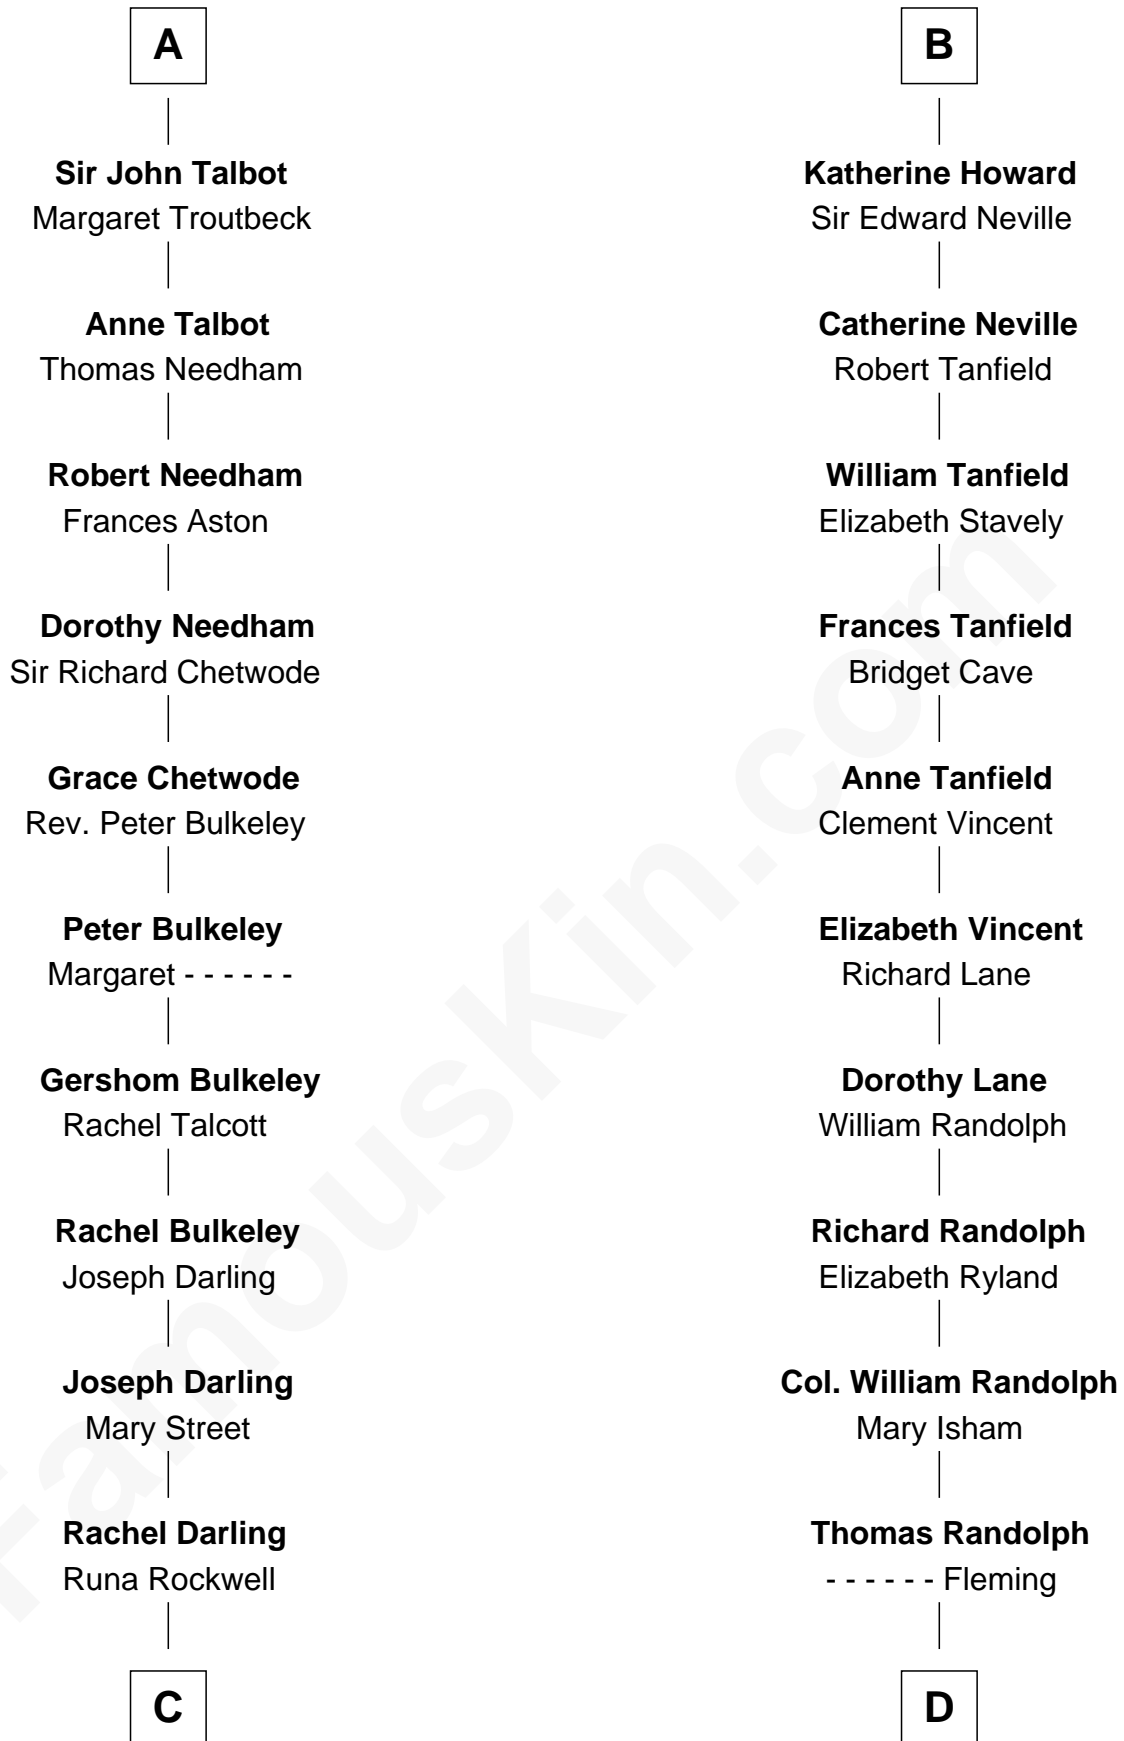 A
Sir John Talbot
Margaret Troutbeck
Anne Talbot
Thomas Needham
Robert Needham
Frances Aston
Dorothy Needham
Sir Richard Chetwode
Grace Chetwode
Rev. Peter Bulkeley
Peter Bulkeley
Margaret - - - - - -
Gershom Bulkeley
Rachel Talcott
Rachel Bulkeley
Joseph Darling
Joseph Darling
Mary Street
Rachel Darling
Runa Rockwell
C
B
Katherine Howard
Sir Edward Neville
Catherine Neville
Robert Tanfield
William Tanfield
Elizabeth Stavely
Frances Tanfield
Bridget Cave
Anne Tanfield
Clement Vincent
Elizabeth Vincent
Richard Lane
Dorothy Lane
William Randolph
Richard Randolph
Elizabeth Ryland
Col. William Randolph
Mary Isham
Thomas Randolph
- - - - - - Fleming
D
FamousKin.com